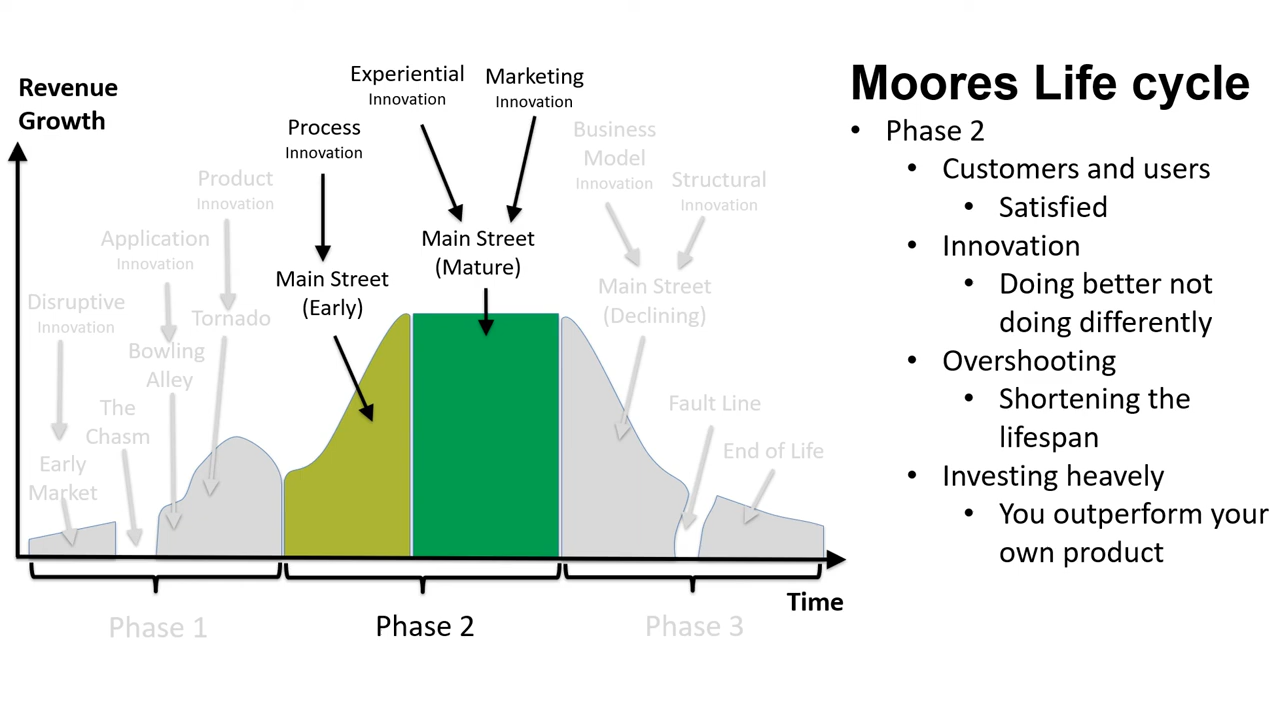 Moores Life cycle
• Phase 2
• Customers and users
• Satisfied
• Innovation
• Doing better not
doing differently
• Overshooting
• Shortening the
lifespan
• Investing heavely
• You outperform your
own product
Revenue
Growth
Experiential
Innovation
Marketing
Innovation
Process
Innovation
Business
Model
Innovation
Structural
Innovation
Product
Innovation
Application
Innovation
Disruptive
Innovation
Main Street
(Early)
Main Street
(Mature)
Main Street
(Declining)
Tornado
Bowling
Alley
The
Chasm
Early
Market
Fault Line
End of Life
Time
Phase 1
Phase 2
Phase 3